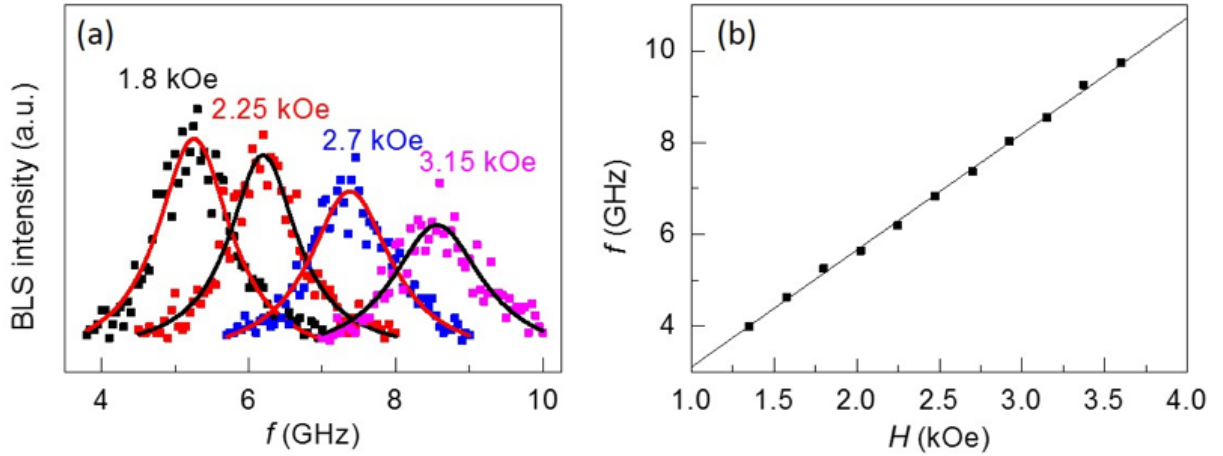 (a)
1.8 kOe
2.25 kOe
2.7 kOe
3.15 kOe
BLS intensity (a.u.)
4 6 8 10
f (GHz)
(b)
10
8
6
4
f (GHz)
1.0 1.5 2.0 2.5 3.0 3.5 4.0
H (kOe)